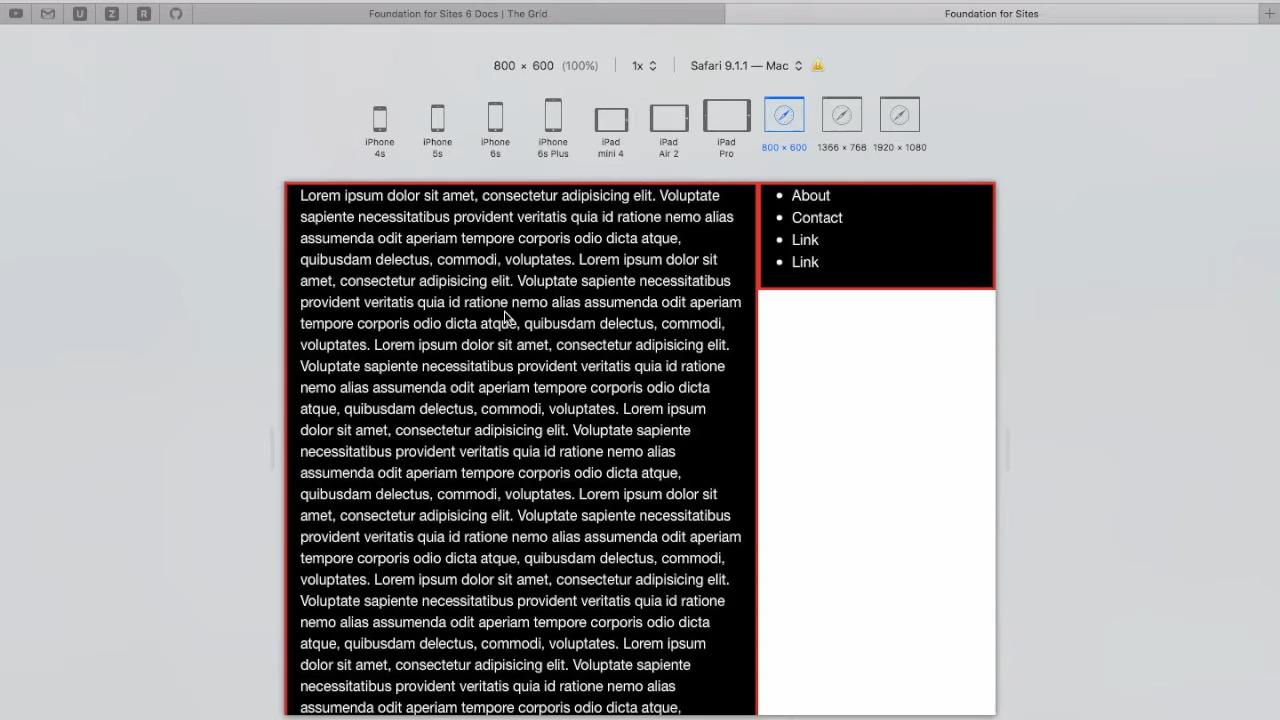 U
Z
R
Foundation for Sites 6 Docs | The Grid
Foundation for Sites
+
800 × 600 (100%)
1x
Safari 9.1.1 — Mac
iPhone 4s
iPhone 5s
iPhone 6s
iPhone 6s Plus
iPad mini 4
iPad Air 2
iPad Pro
800 × 600
1366 × 768
1920 × 1080
Lorem ipsum dolor sit amet, consectetur adipisicing elit. Voluptate
sapiente necessitatibus provident veritatis quia id ratione nemo alias
assumenda odit aperiam tempore corporis odio dicta atque,
quibusdam delectus, commodi, voluptates. Lorem ipsum dolor sit
amet, consectetur adipisicing elit. Voluptate sapiente necessitatibus
provident veritatis quia id ratione nemo alias assumenda odit aperiam
tempore corporis odio dicta atque, quibusdam delectus, commodi,
voluptates. Lorem ipsum dolor sit amet, consectetur adipisicing elit.
Voluptate sapiente necessitatibus provident veritatis quia id ratione
nemo alias assumenda odit aperiam tempore corporis odio dicta
atque, quibusdam delectus, commodi, voluptates. Lorem ipsum
dolor sit amet, consectetur adipisicing elit. Voluptate sapiente
necessitatibus provident veritatis quia id ratione nemo alias
assumenda odit aperiam tempore corporis odio dicta atque,
quibusdam delectus, commodi, voluptates. Lorem ipsum dolor sit
amet, consectetur adipisicing elit. Voluptate sapiente necessitatibus
provident veritatis quia id ratione nemo alias assumenda odit aperiam
tempore corporis odio dicta atque, quibusdam delectus, commodi,
voluptates. Lorem ipsum dolor sit amet, consectetur adipisicing elit.
Voluptate sapiente necessitatibus provident veritatis quia id ratione
nemo alias assumenda odit aperiam tempore corporis odio dicta
atque, quibusdam delectus, commodi, voluptates. Lorem ipsum
dolor sit amet, consectetur adipisicing elit. Voluptate sapiente
necessitatibus provident veritatis quia id ratione nemo alias
assumenda odit aperiam tempore corporis odio dicta atque,
• About
• Contact
• Link
• Link